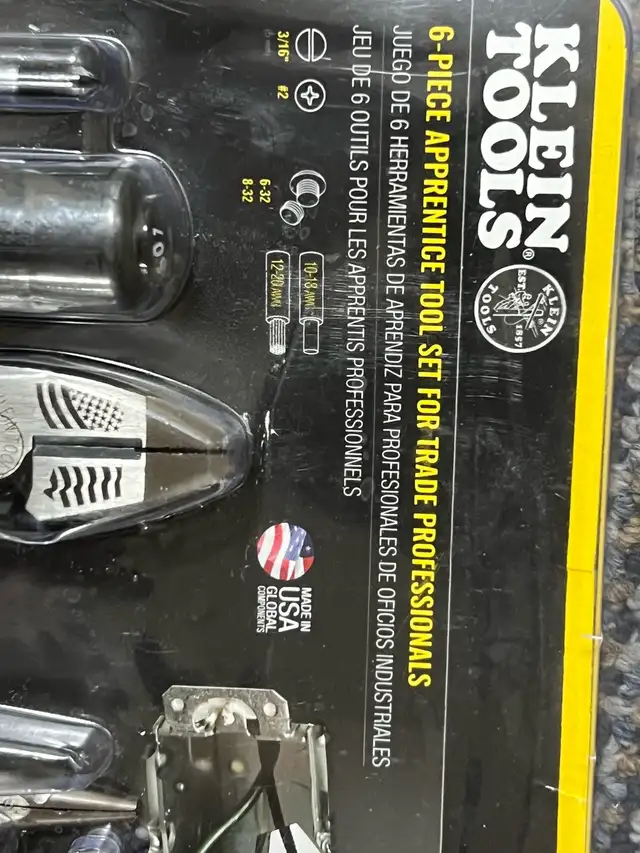 KLEIN
TOOLS®
KLEIN
EST. 1857
TOOLS
6-PIECE APPRENTICE TOOL SET FOR TRADE PROFESSIONALS
JUEGO DE 6 HERRAMIENTAS DE APRENDIZ PARA PROFESIONALES DE OFICIOS INDUSTRIALES
JEU DE 6 OUTILS POUR LES APPRENTIS PROFESSIONNELS
3/16"
#2
6-32
8-32
10-18 AWG
12-20 AWG
MADE IN
USA
GLOBAL
COMPONENTS